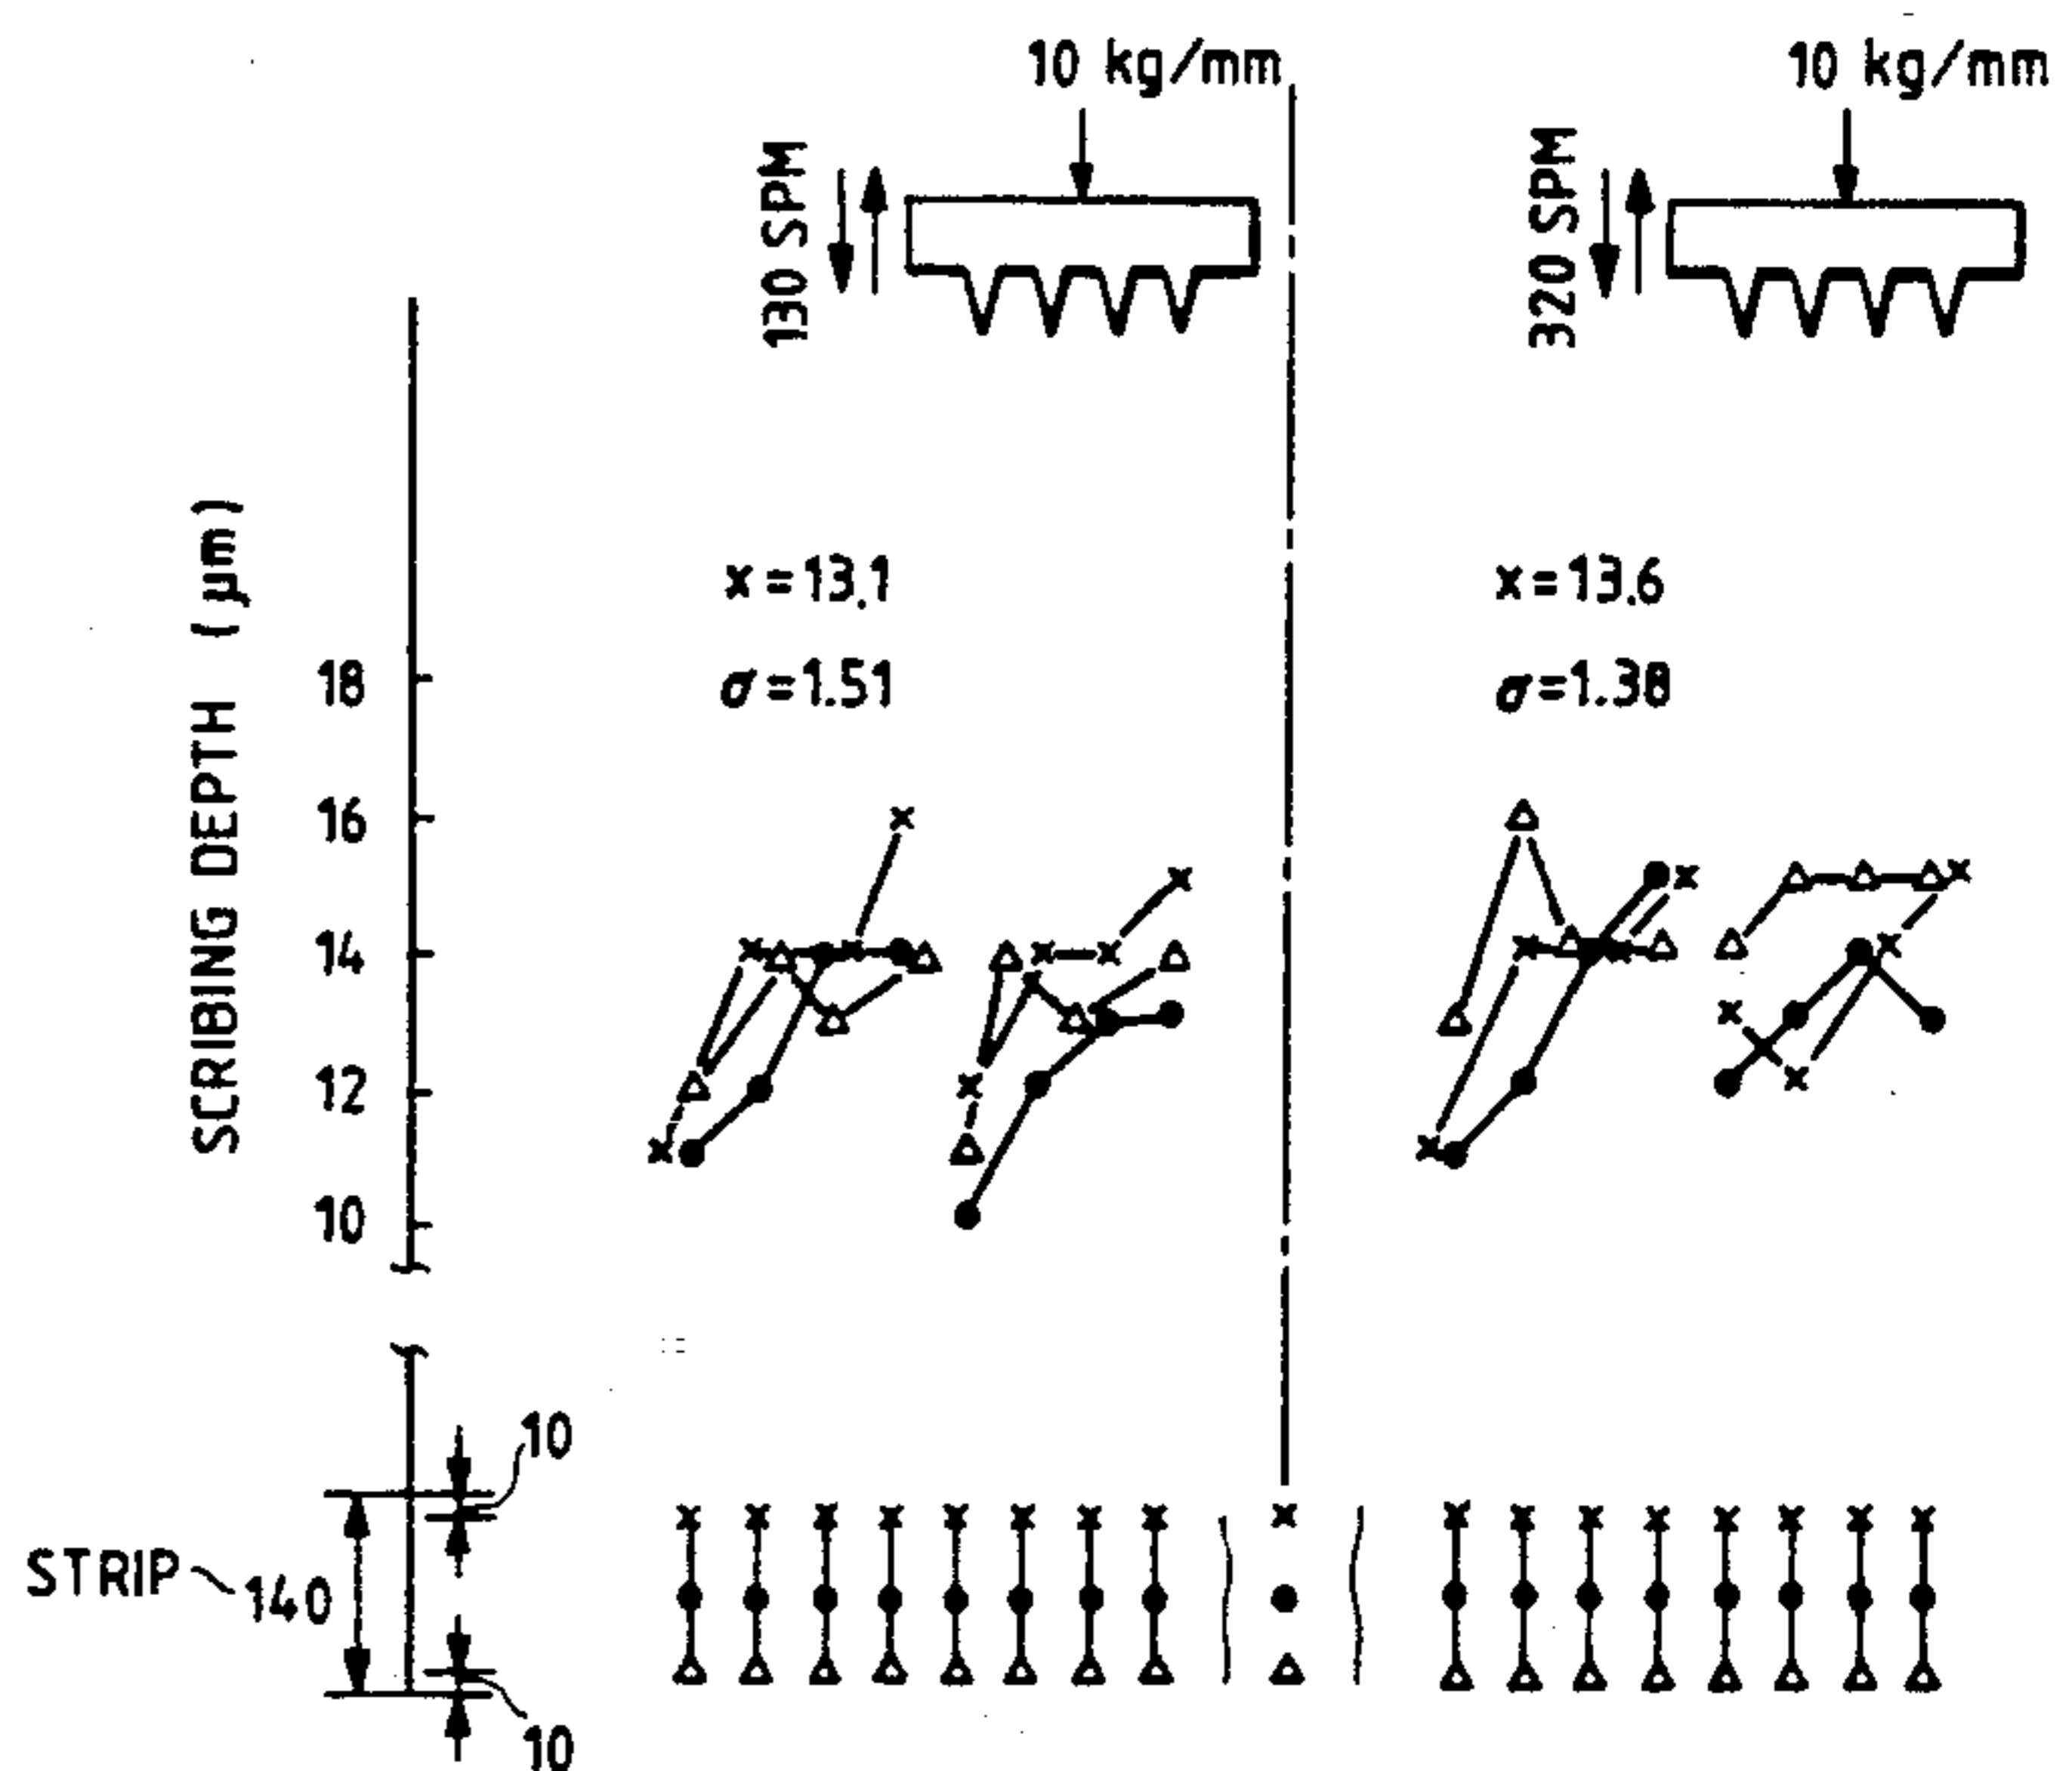 10 kg/mm
10 kg/mm
130 SPM
320 SPM
SCRIBING DEPTH (μm)
x = 13.1
x = 13.6
σ = 1.51
σ = 1.38
18
16
14
12
10
10
STRIP 140
10